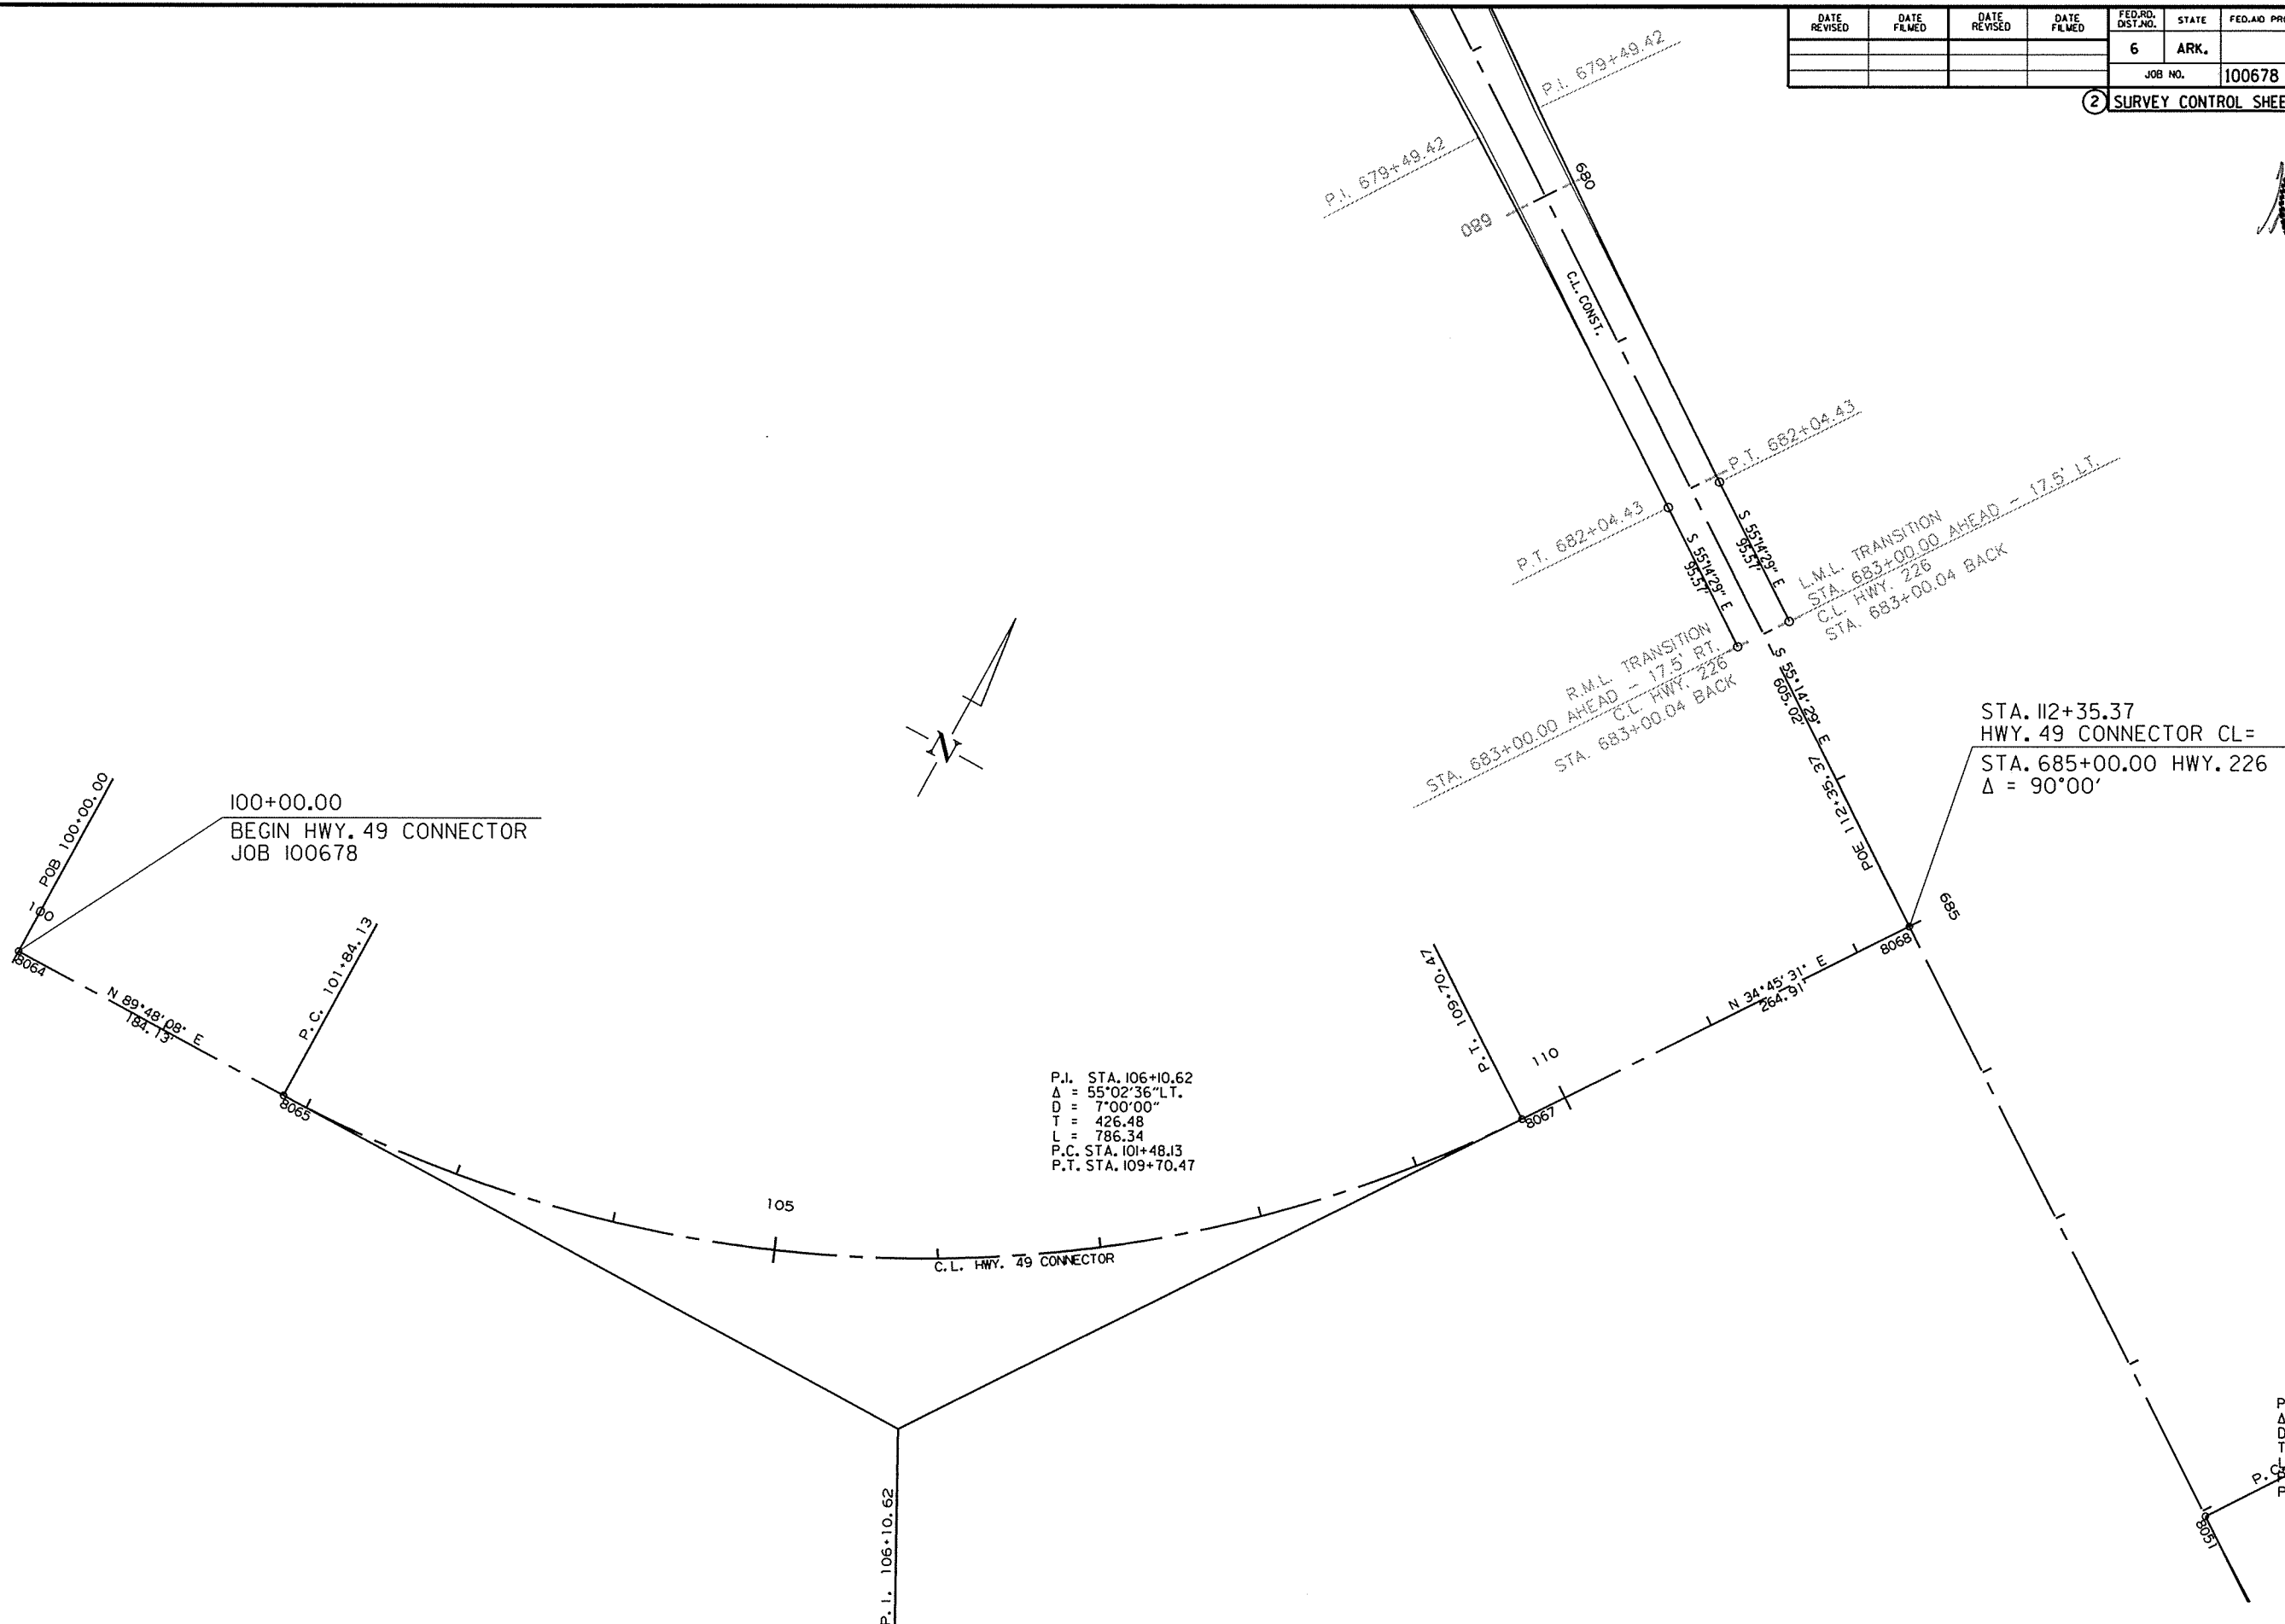 DATE REVISED
DATE FILMED
DATE REVISED
DATE FILMED
FED.RD. DIST.NO.
STATE
FED.AID
6
ARK.
JOB NO.
100678
2
SURVEY CONTROL
P.I. 679+49.42
P.I. 679+49.42
680
680
C.L. CONST.
P.T. 682+04.43
P.T. 682+04.43
S 55°14'29" E
95.57'
S 55°14'29" E
95.57'
L.M.L. TRANSITION
STA. 683+00.00 AHEAD - 17.5' LT.
C.L. HWY. 226
STA. 683+00.04 BACK
R.M.L. TRANSITION
STA. 683+00.00 AHEAD - 17.5' RT.
C.L. HWY. 226
STA. 683+00.04 BACK
S 55°14'29" E
605.02'
POE 112+35.37
STA. 112+35.37
HWY. 49 CONNECTOR CL=
STA. 685+00.00 HWY. 226
Δ = 90°00'
N
POB 100+00.00
100
8064
100+00.00
BEGIN HWY. 49 CONNECTOR
JOB 100678
N 89°48'08" E
184.13'
P.C. 101+84.13
8065
105
C.L. HWY. 49 CONNECTOR
P.I. STA. 106+10.62
Δ = 55°02'36"LT.
D = 7°00'00"
T = 426.48
L = 786.34
P.C. STA. 101+48.13
P.T. STA. 109+70.47
P.T. 109+70.47
110
8067
N 34°45'31" E
264.91'
8068
685
P.I. 106+10.62
8051
P.C.